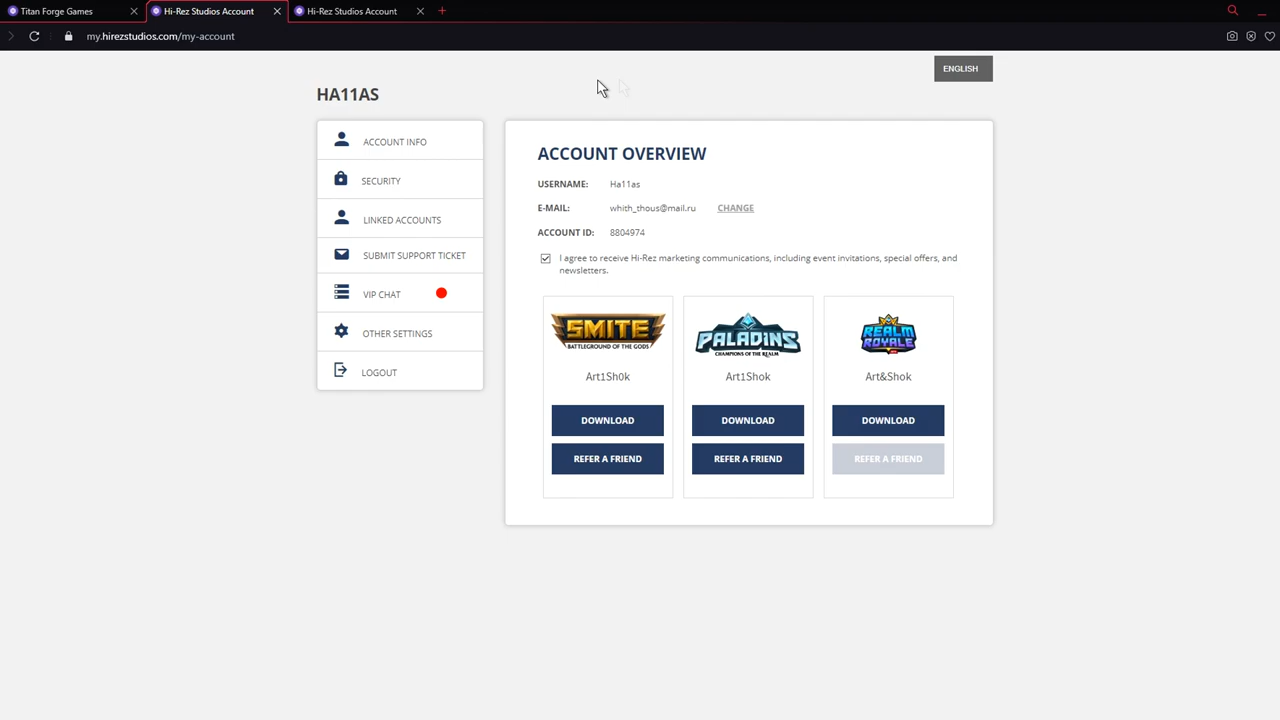 Titan Forge Games
Hi-Rez Studios Account
Hi-Rez Studios Account
my.hirezstudios.com/my-account
ENGLISH
HA11AS
ACCOUNT INFO
SECURITY
LINKED ACCOUNTS
SUBMIT SUPPORT TICKET
VIP CHAT
OTHER SETTINGS
LOGOUT
ACCOUNT OVERVIEW
USERNAME: Ha11as
E-MAIL: whith_thous@mail.ru CHANGE
ACCOUNT ID: 8804974
I agree to receive Hi-Rez marketing communications, including event invitations, special offers, and
newsletters.
SMITE
BATTLEGROUND OF THE GODS
Art1Sh0k
DOWNLOAD
REFER A FRIEND
PALADINS
CHAMPIONS OF THE REALM
Art1Shok
DOWNLOAD
REFER A FRIEND
REALM
ROYALE
Art&Shok
DOWNLOAD
REFER A FRIEND